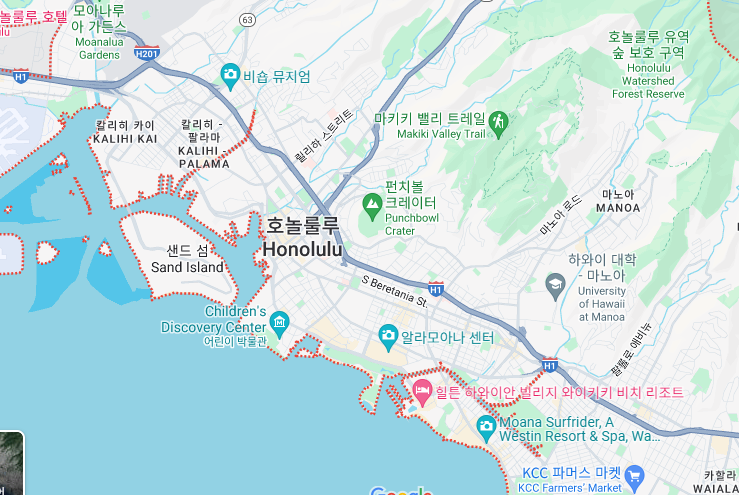 호놀룰루 호텔
모아나루
아 가든스
Moanalua
Gardens
63
H201
H1
비숍 뮤지엄
호놀룰루 유역
숲 보호 구역
Honolulu
Watershed
Forest Reserve
칼리히 카이
KALIHI KAI
칼리히 -
팔라마
KALIHI -
PALAMA
릴리하 스트리트
마키키 밸리 트레일
Makiki Valley Trail
펀치볼
크레이터
Punchbowl
Crater
마노아
MANOA
마노아 로드
호놀룰루
Honolulu
샌드 섬
Sand Island
하와이 대학
- 마노아
University
of Hawaii
at Manoa
S Beretania St.
H1
Children's
Discovery Center
어린이 박물관
알라모아나 센터
팔롤로 애비뉴
H1
힐튼 하와이안 빌리지 와이키키 비치 리조트
Moana Surfrider, A
Westin Resort & Spa, Wa...
KCC 파머스 마켓
KCC Farmers' Market
카할라
WAIALA
Google